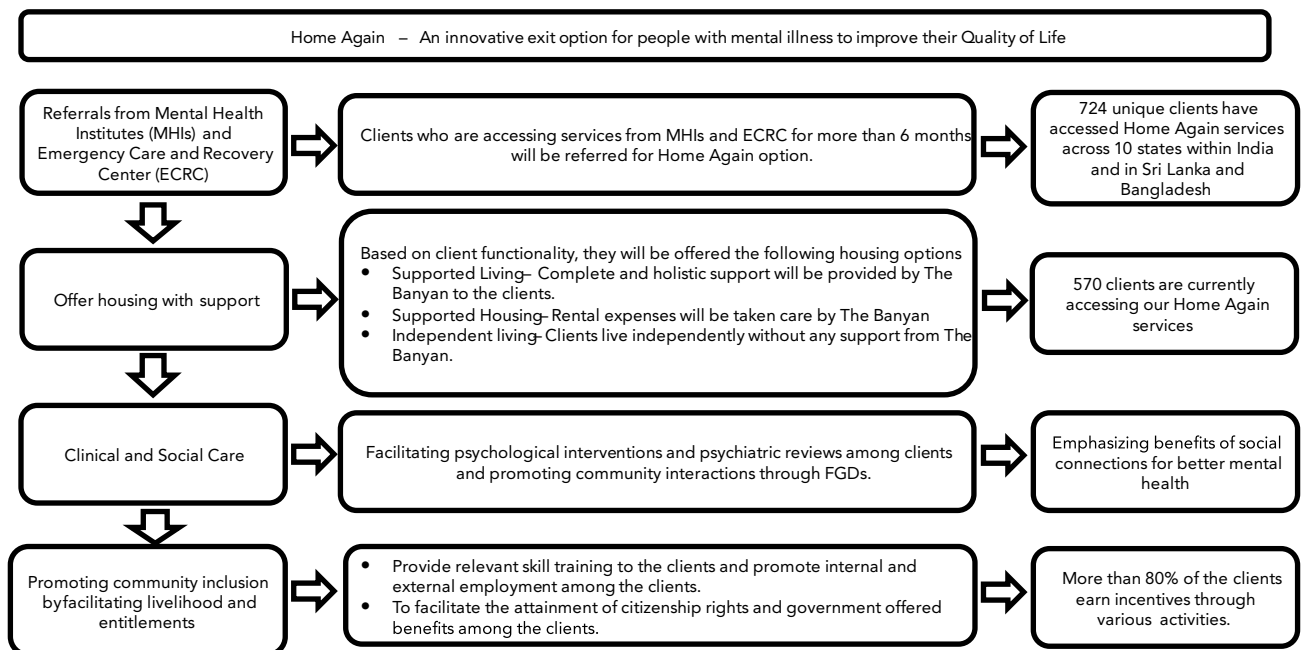 Home Again – An innovative exit option for people with mental illness to improve their Quality of Life
Referrals from Mental Health
Institutes (MHIs) and
Emergency Care and Recovery
Center (ECRC)
Clients who are accessing services from MHIs and ECRC for more than 6 months
will be referred for Home Again option.
724 unique clients have
accessed Home Again services
across 10 states within India
and in Sri Lanka and
Bangladesh
Offer housing with support
Based on client functionality, they will be offered the following housing options
• Supported Living– Complete and holistic support will be provided by The
Banyan to the clients.
• Supported Housing– Rental expenses will be taken care by The Banyan
• Independent living– Clients live independently without any support from The
Banyan.
570 clients are currently
accessing our Home Again
services
Clinical and Social Care
Facilitating psychological interventions and psychiatric reviews among clients
and promoting community interactions through FGDs.
Emphasizing benefits of social
connections for better mental
health
Promoting community inclusion
byfacilitating livelihood and
entitlements
• Provide relevant skill training to the clients and promote internal and
external employment among the clients.
• To facilitate the attainment of citizenship rights and government offered
benefits among the clients.
More than 80% of the clients
earn incentives through
various activities.